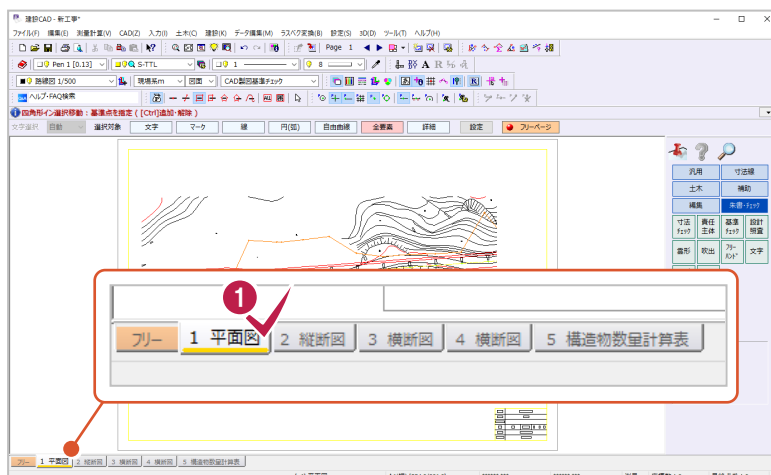 建設CAD - 新工事*
ファイル(F) 編集(E) 測量計算(V) CAD(Z) 入力(I) 土木(C) 建設(K) データ編集(M) ラスベク変換(B) 設定(S) 3D(D) ツール(T) ヘルプ(H)
Page 1
Pen 1 [0.13] S-TTL 1 8 A R
路線図 1/500 現場系m 図面 CAD製図基準チェック
ヘルプ・FAQ検索
四角形イン選択移動：基準点を指定（[Ctrl]追加・解除）
文字選択 自動 選択対象 文字 マーク 線 円(弧) 自由曲線 全要素 詳細 設定 フリーページ
汎用 寸法線
土木 補助
編集 朱書・チェック
寸法チェック 責任主体 基準チェック 設計照査
雲形 吹出 フリーハンド 文字
1
フリー 1 平面図 2 縦断図 3 横断図 4 横断図 5 構造物数量計算表
フリー 1 平面図 2 縦断図 3 横断図 4 横断図 5 構造物数量計算表